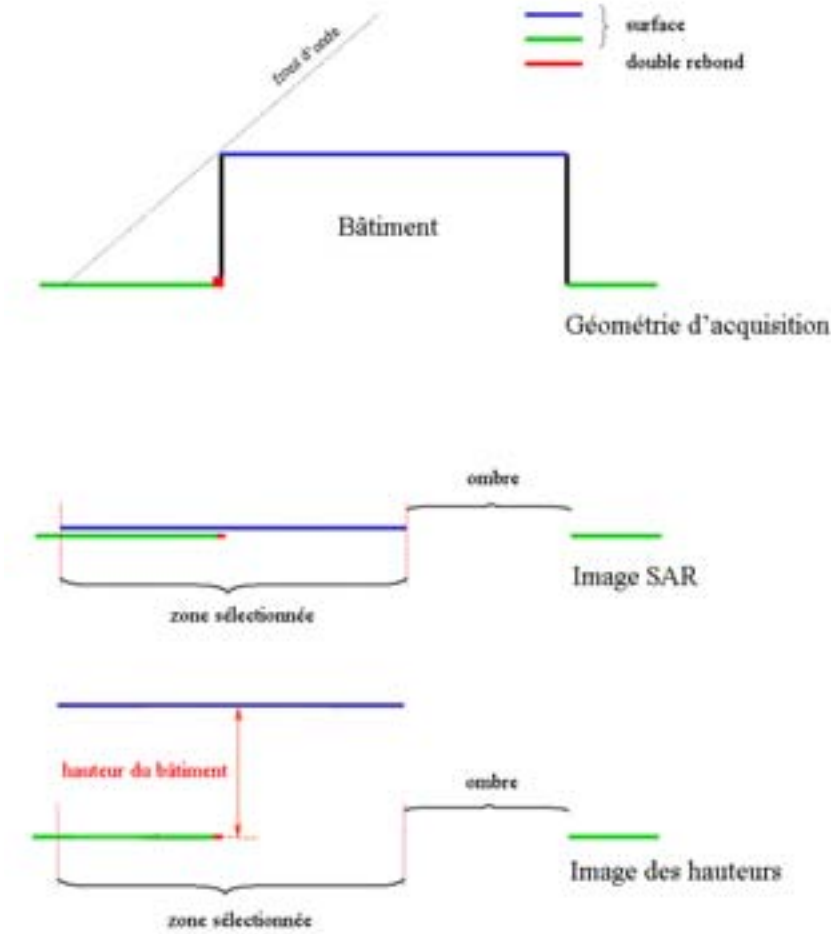 front d'onde
surface
double rebond
Bâtiment
Géométrie d'acquisition
ombre
Image SAR
zone sélectionnée
hauteur du bâtiment
ombre
Image des hauteurs
zone sélectionnée